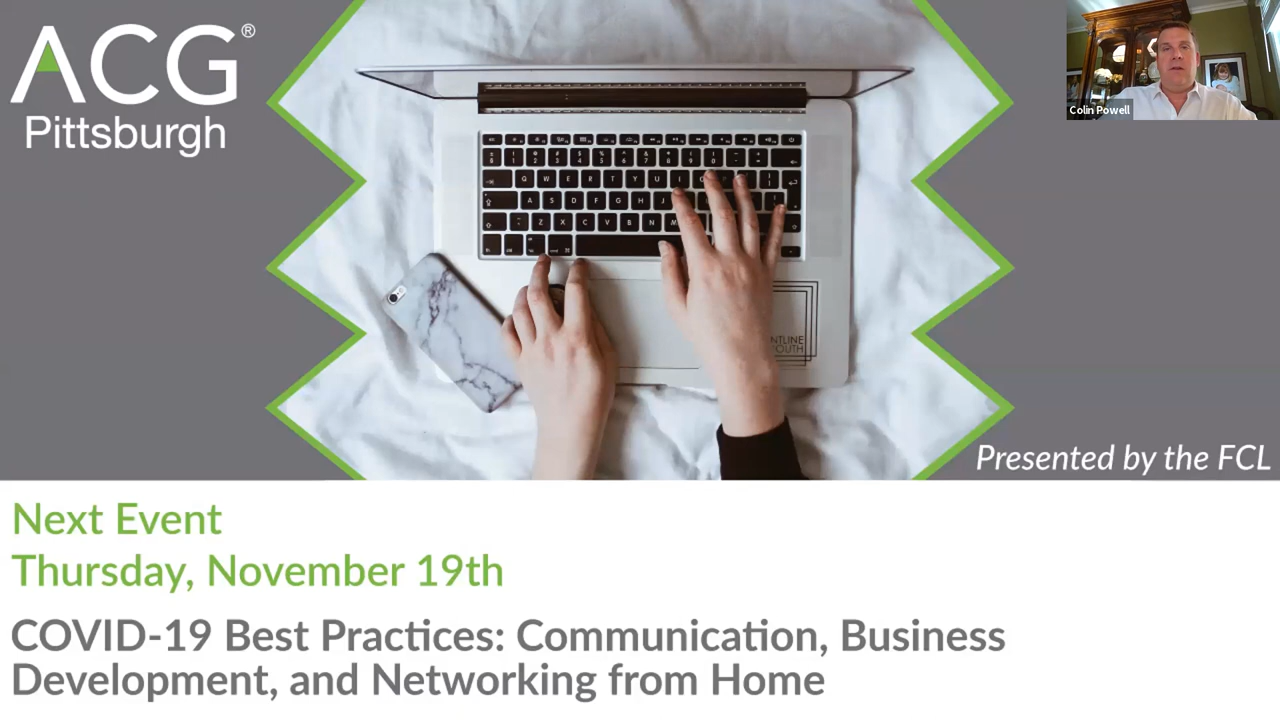 ACG®
Pittsburgh
Colin Powell
Presented by the FCL
Next Event
Thursday, November 19th
COVID-19 Best Practices: Communication, Business
Development, and Networking from Home